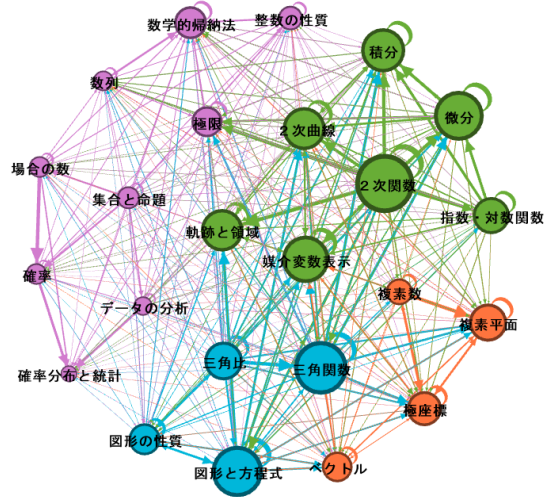 数学的帰納法
整数の性質
積分
数列
微分
極限
２次曲線
場合の数
２次関数
集合と命題
指数・対数関数
軌跡と領域
媒介変数表示
確率
複素数
データの分析
複素平面
三角比
三角関数
確率分布と統計
極座標
図形の性質
ベクトル
図形と方程式